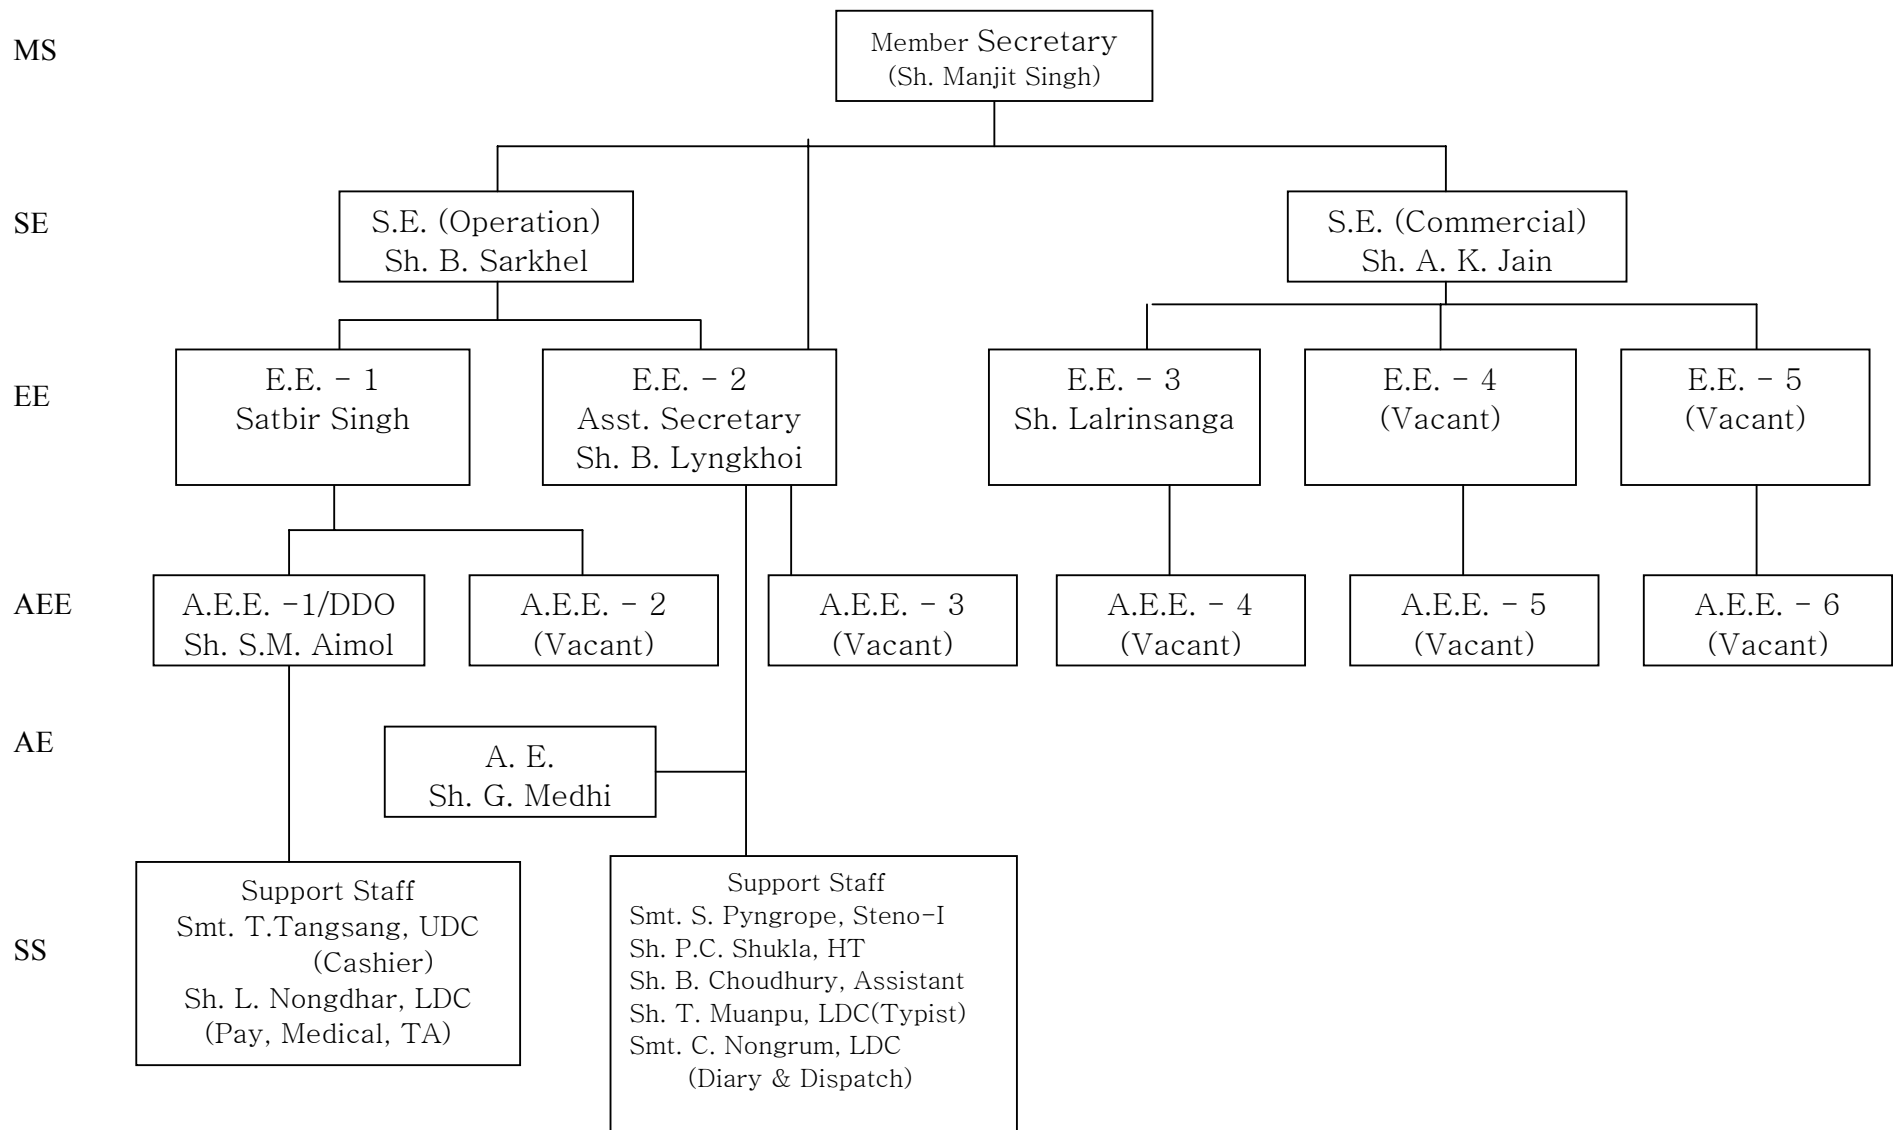 MS
Member Secretary
(Sh. Manjit Singh)
SE
S.E. (Operation)
Sh. B. Sarkhel
S.E. (Commercial)
Sh. A. K. Jain
EE
E.E. - 1
Satbir Singh
E.E. - 2
Asst. Secretary
Sh. B. Lyngkhoi
E.E. - 3
Sh. Lalrinsanga
E.E. - 4
(Vacant)
E.E. - 5
(Vacant)
AEE
A.E.E. -1/DDO
Sh. S.M. Aimol
A.E.E. - 2
(Vacant)
A.E.E. - 3
(Vacant)
A.E.E. - 4
(Vacant)
A.E.E. - 5
(Vacant)
A.E.E. - 6
(Vacant)
AE
A. E.
Sh. G. Medhi
SS
Support Staff
Smt. T.Tangsang, UDC
(Cashier)
Sh. L. Nongdhar, LDC
(Pay, Medical, TA)
Support Staff
Smt. S. Pyngrope, Steno-I
Sh. P.C. Shukla, HT
Sh. B. Choudhury, Assistant
Sh. T. Muanpu, LDC(Typist)
Smt. C. Nongrum, LDC
(Diary & Dispatch)